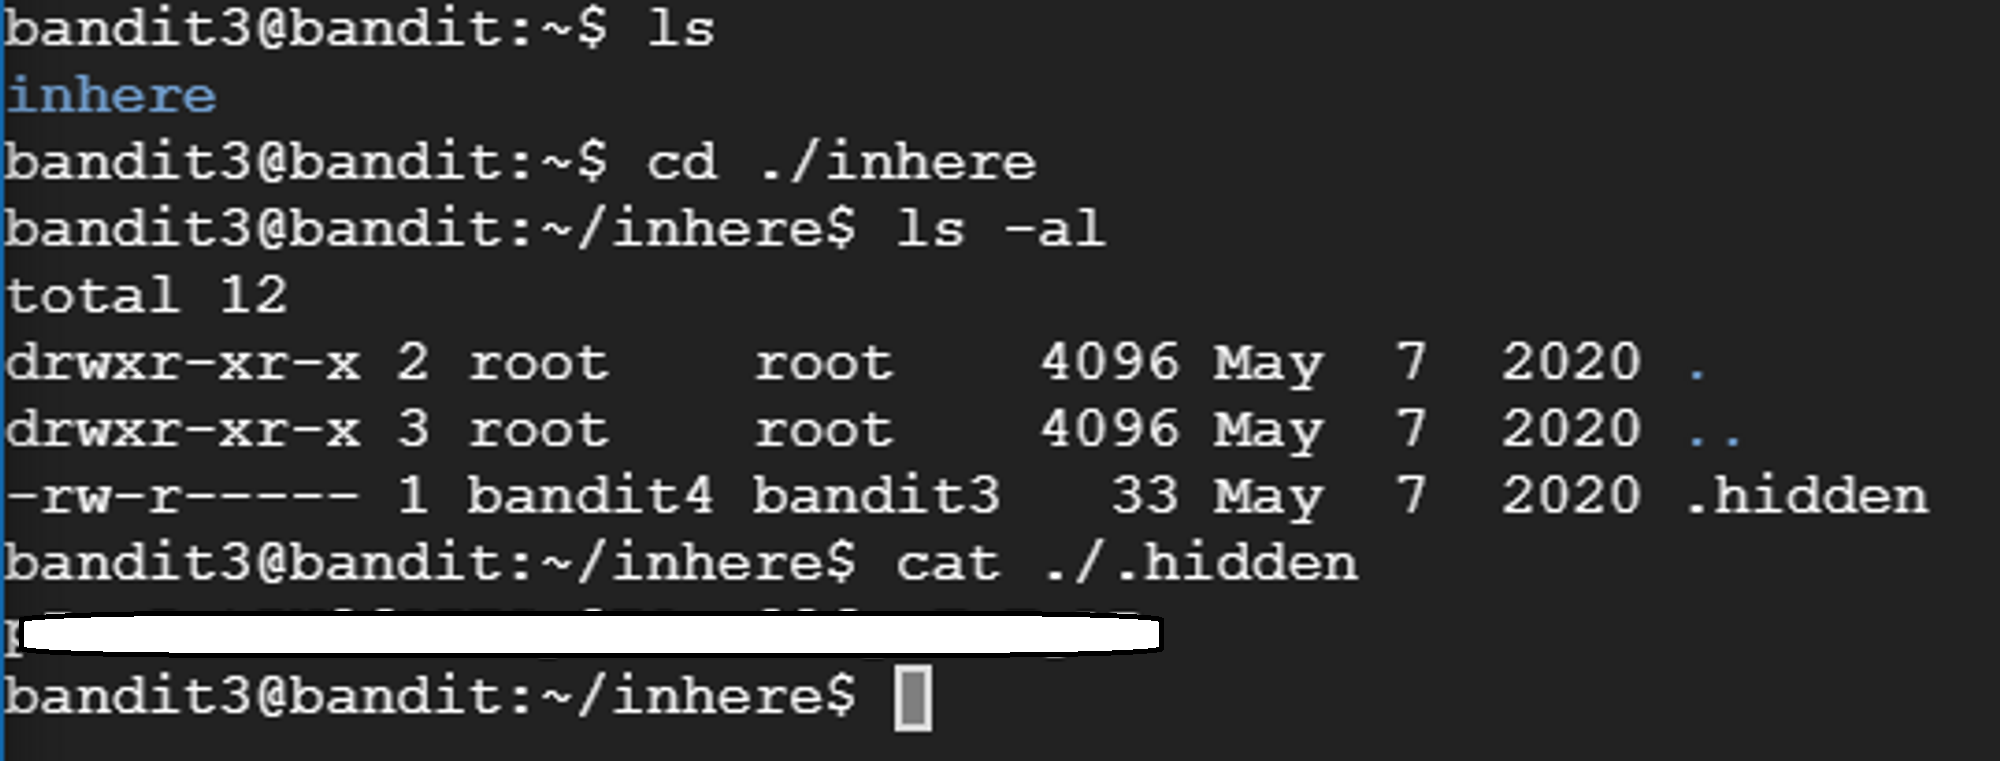 bandit3@bandit:~$ ls
inhere
bandit3@bandit:~$ cd ./inhere
bandit3@bandit:~/inhere$ ls -al
total 12
drwxr-xr-x 2 root    root    4096 May  7  2020 .
drwxr-xr-x 3 root    root    4096 May  7  2020 ..
-rw-r----- 1 bandit4 bandit3   33 May  7  2020 .hidden
bandit3@bandit:~/inhere$ cat ./.hidden
bandit3@bandit:~/inhere$